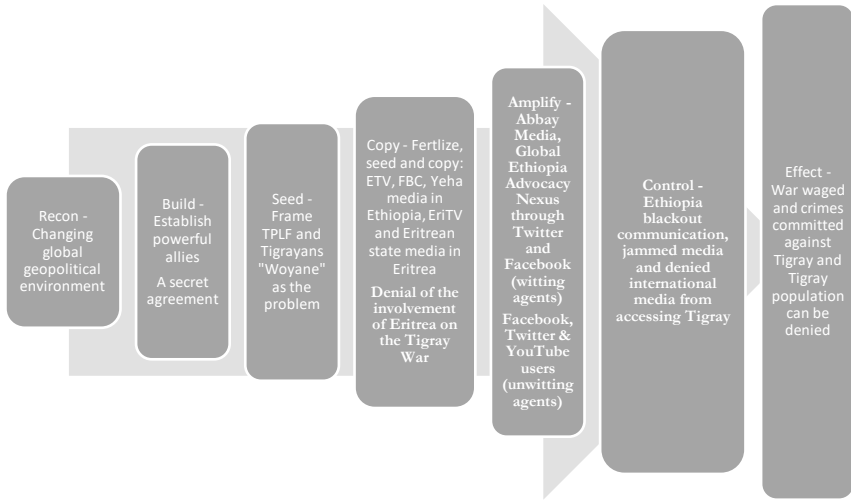 Recon -
Changing
global
geopolitical
environment
Build -
Establish
powerful
allies
A secret
agreement
Seed -
Frame
TPLF and
Tigrayans
"Woyane"
as the
problem
Copy - Fertlize,
seed and copy:
ETV, FBC, Yeha
media in
Ethiopia, EriTV
and Eritrean
state media in
Eritrea
Denial of the
involvement
of Eritrea on
the Tigray
War
Amplify -
Abbay
Media,
Global
Ethiopia
Advocacy
Nexus
through
Twitter
and
Facebook
(witting
agents)
Facebook,
Twitter &
YouTube
users
(unwitting
agents)
Control -
Ethiopia
blackout
communication,
jammed media
and denied
international
media from
accessing Tigray
Effect -
War waged
and crimes
committed
against
Tigray and
Tigray
population
can be
denied